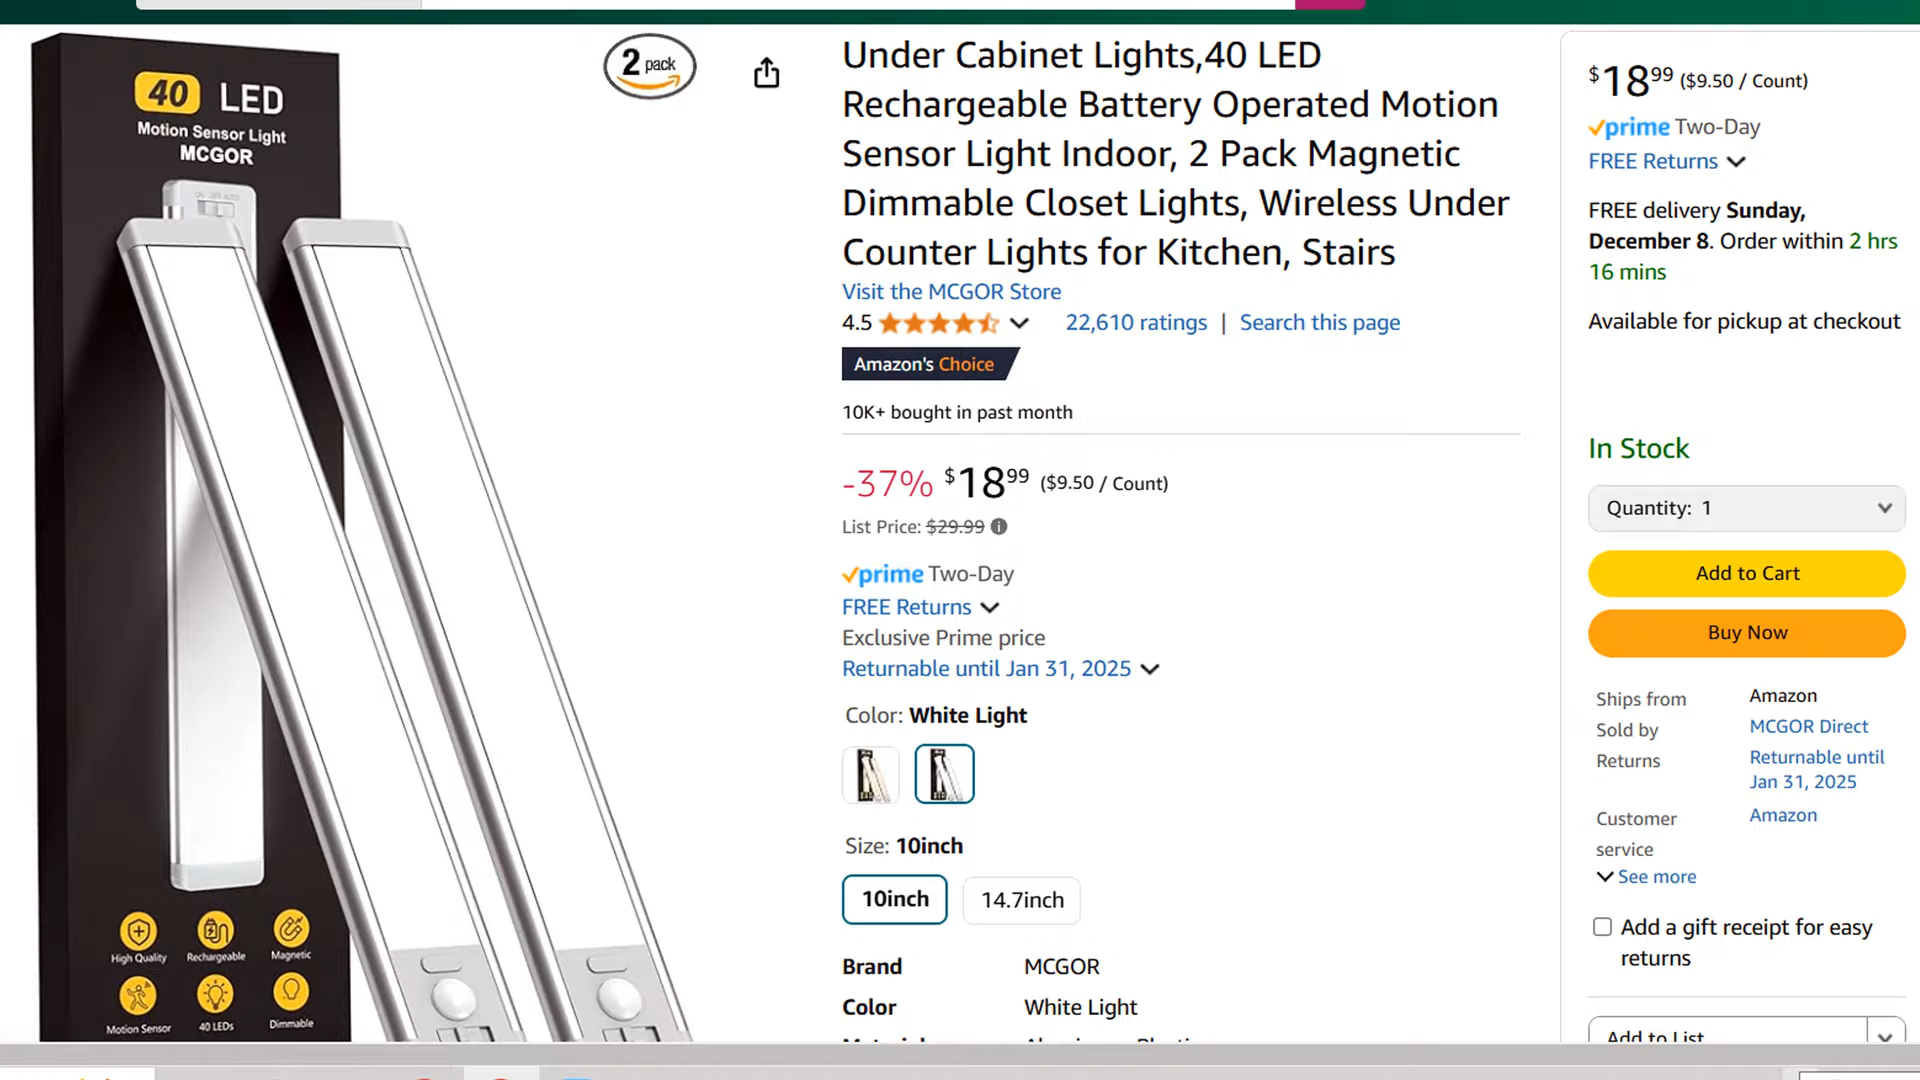 40 LED
Motion Sensor Light
MCGOR
ON OFF AUTO
High Quality
Rechargeable
Magnetic
Motion Sensor
40 LEDs
Dimmable
2 pack
Under Cabinet Lights,40 LED
Rechargeable Battery Operated Motion
Sensor Light Indoor, 2 Pack Magnetic
Dimmable Closet Lights, Wireless Under
Counter Lights for Kitchen, Stairs
Visit the MCGOR Store
4.5 22,610 ratings | Search this page
Amazon's Choice
10K+ bought in past month
-37% $18.99 ($9.50 / Count)
List Price: $29.99
prime Two-Day
FREE Returns
Exclusive Prime price
Returnable until Jan 31, 2025
Color: White Light
Size: 10inch
10inch 14.7inch
Brand MCGOR
Color White Light
$18.99 ($9.50 / Count)
prime Two-Day
FREE Returns
FREE delivery Sunday,
December 8. Order within 2 hrs
16 mins
Available for pickup at checkout
In Stock
Quantity: 1
Add to Cart
Buy Now
Ships from Amazon
Sold by MCGOR Direct
Returns Returnable until
Jan 31, 2025
Customer Amazon
service
See more
Add a gift receipt for easy
returns
Add to List